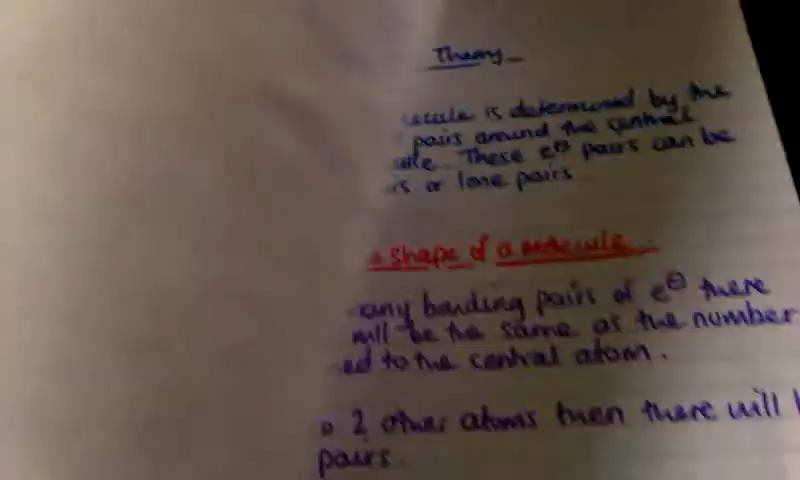 Theory
is determined by the
pairs around the central
These e⊖ pairs can be
or lone pairs
shape of a molecule.
any bonding pairs of e⊖ there
will be the same as the number
ed to the central atom.
2 other atoms then there will
pairs.